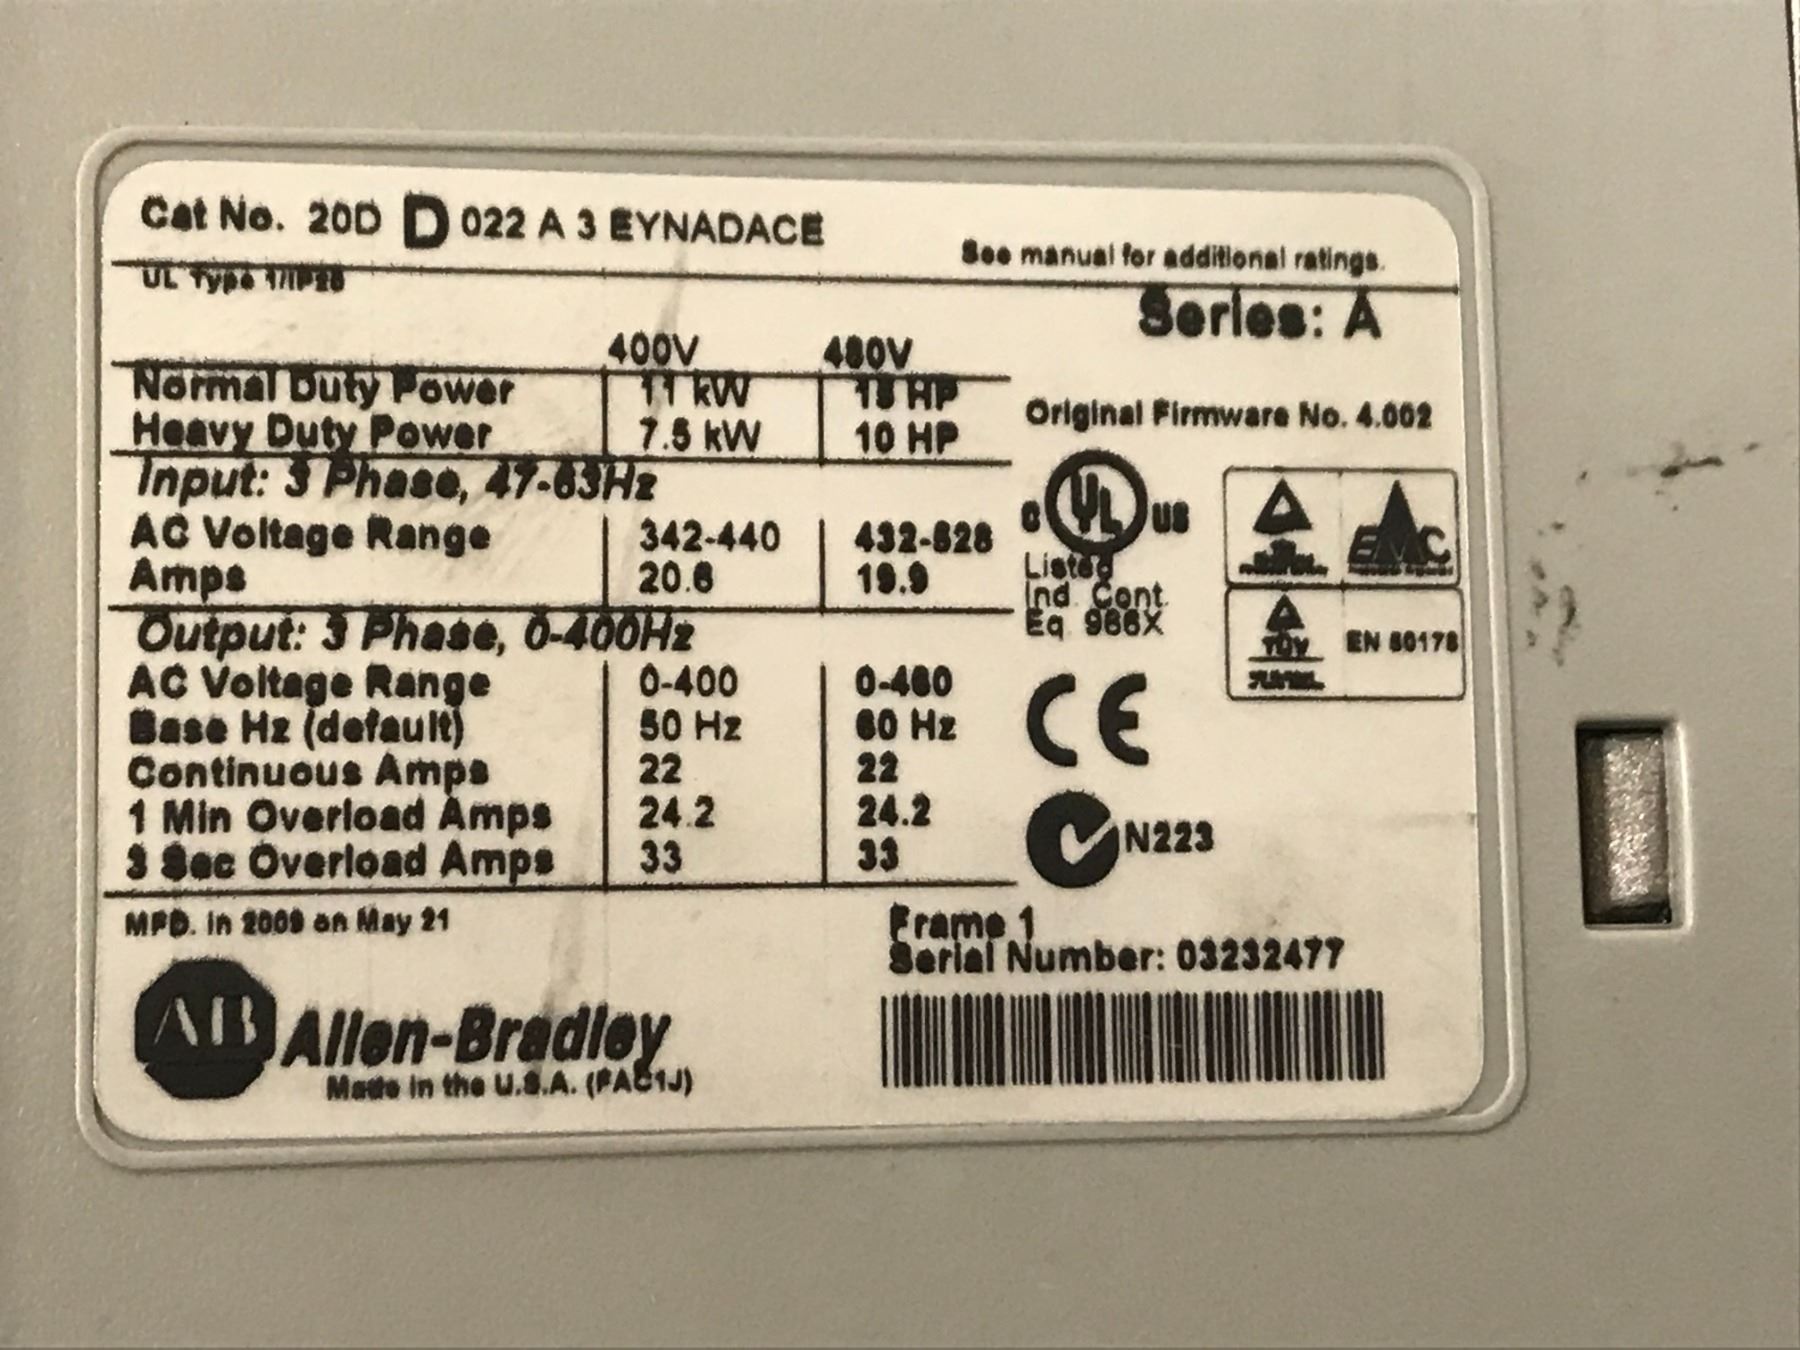 Cat No. 20D D 022 A 3 EYNADACE
See manual for additional ratings.
UL Type 1/IP20
Series: A
400V 480V
Normal Duty Power 11 kW 15 HP
Heavy Duty Power 7.5 kW 10 HP
Original Firmware No. 4.002
Input: 3 Phase, 47-63Hz
AC Voltage Range 342-440 432-528
Amps 20.6 19.9
C UL US
Listed
Ind Cont
Eq 966X
EMC
TÜV
EN 50178
Output: 3 Phase, 0-400Hz
AC Voltage Range 0-400 0-460
Base Hz (default) 50 Hz 60 Hz
Continuous Amps 22 22
1 Min Overload Amps 24.2 24.2
3 Sec Overload Amps 33 33
CE
N223
MFD. in 2009 on May 21
Frame 1
Serial Number: 03232477
AB Allen-Bradley
Made in the U.S.A. (FAC1J)